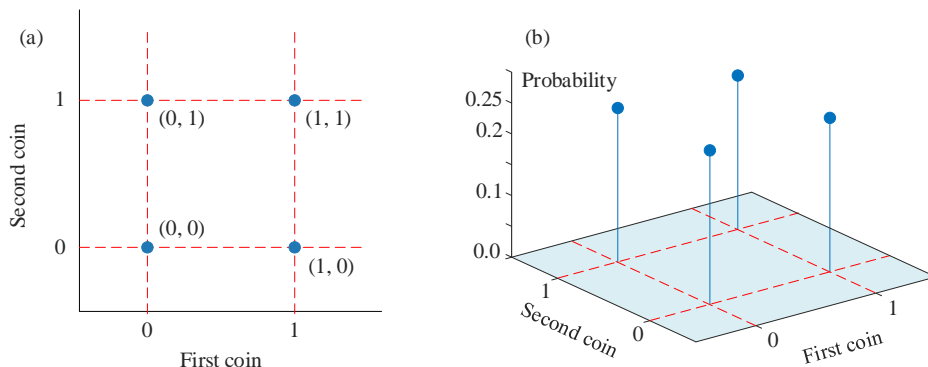 (a)
Second coin
1
(0, 1)
(1, 1)
0
(0, 0)
(1, 0)
0
1
First coin
(b)
Probability
0.25
0.2
0.1
0.0
1
0
Second coin
0
1
First coin